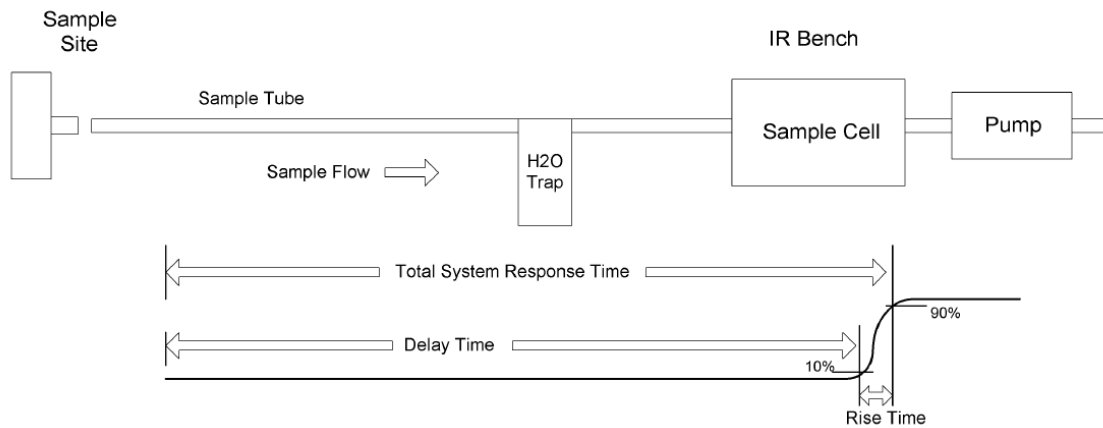 Sample
Site
IR Bench
Sample Tube
Sample Cell
Pump
H2O
Trap
Sample Flow
Total System Response Time
90%
Delay Time
10%
Rise Time